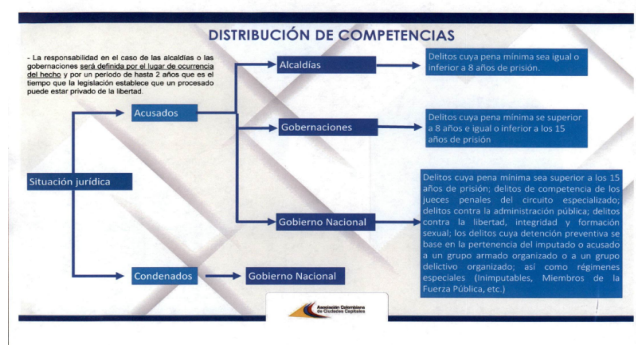 DISTRIBUCIÓN DE COMPETENCIAS
- La responsabilidad en el caso de las alcaldías o las
gobernaciones será definida por el lugar de ocurrencia
del hecho y por un periodo de hasta 2 años que es el
tiempo que la legislación establece que un procesado
puede estar privado de la libertad.
Situación jurídica
Acusados
Alcaldías
Delitos cuya pena mínima sea igual o
inferior a 8 años de prisión.
Gobernaciones
Delitos cuya pena mínima se superior
a 8 años e igual o inferior a los 15
años de prisión
Gobierno Nacional
Delitos cuya pena mínima sea superior a los 15
años de prisión; delitos de competencia de los
jueces penales del circuito especializado;
delitos contra la administración pública; delitos
contra la libertad, integridad y formación
sexual; los delitos cuya detención preventiva se
base en la pertenencia del imputado o acusado
a un grupo armado organizado o a un grupo
delictivo organizado; así como régimenes
especiales (Inimputables, Miembros de la
Fuerza Pública, etc.)
Condenados
Gobierno Nacional
Asociación Colombiana
de Ciudades Capitales